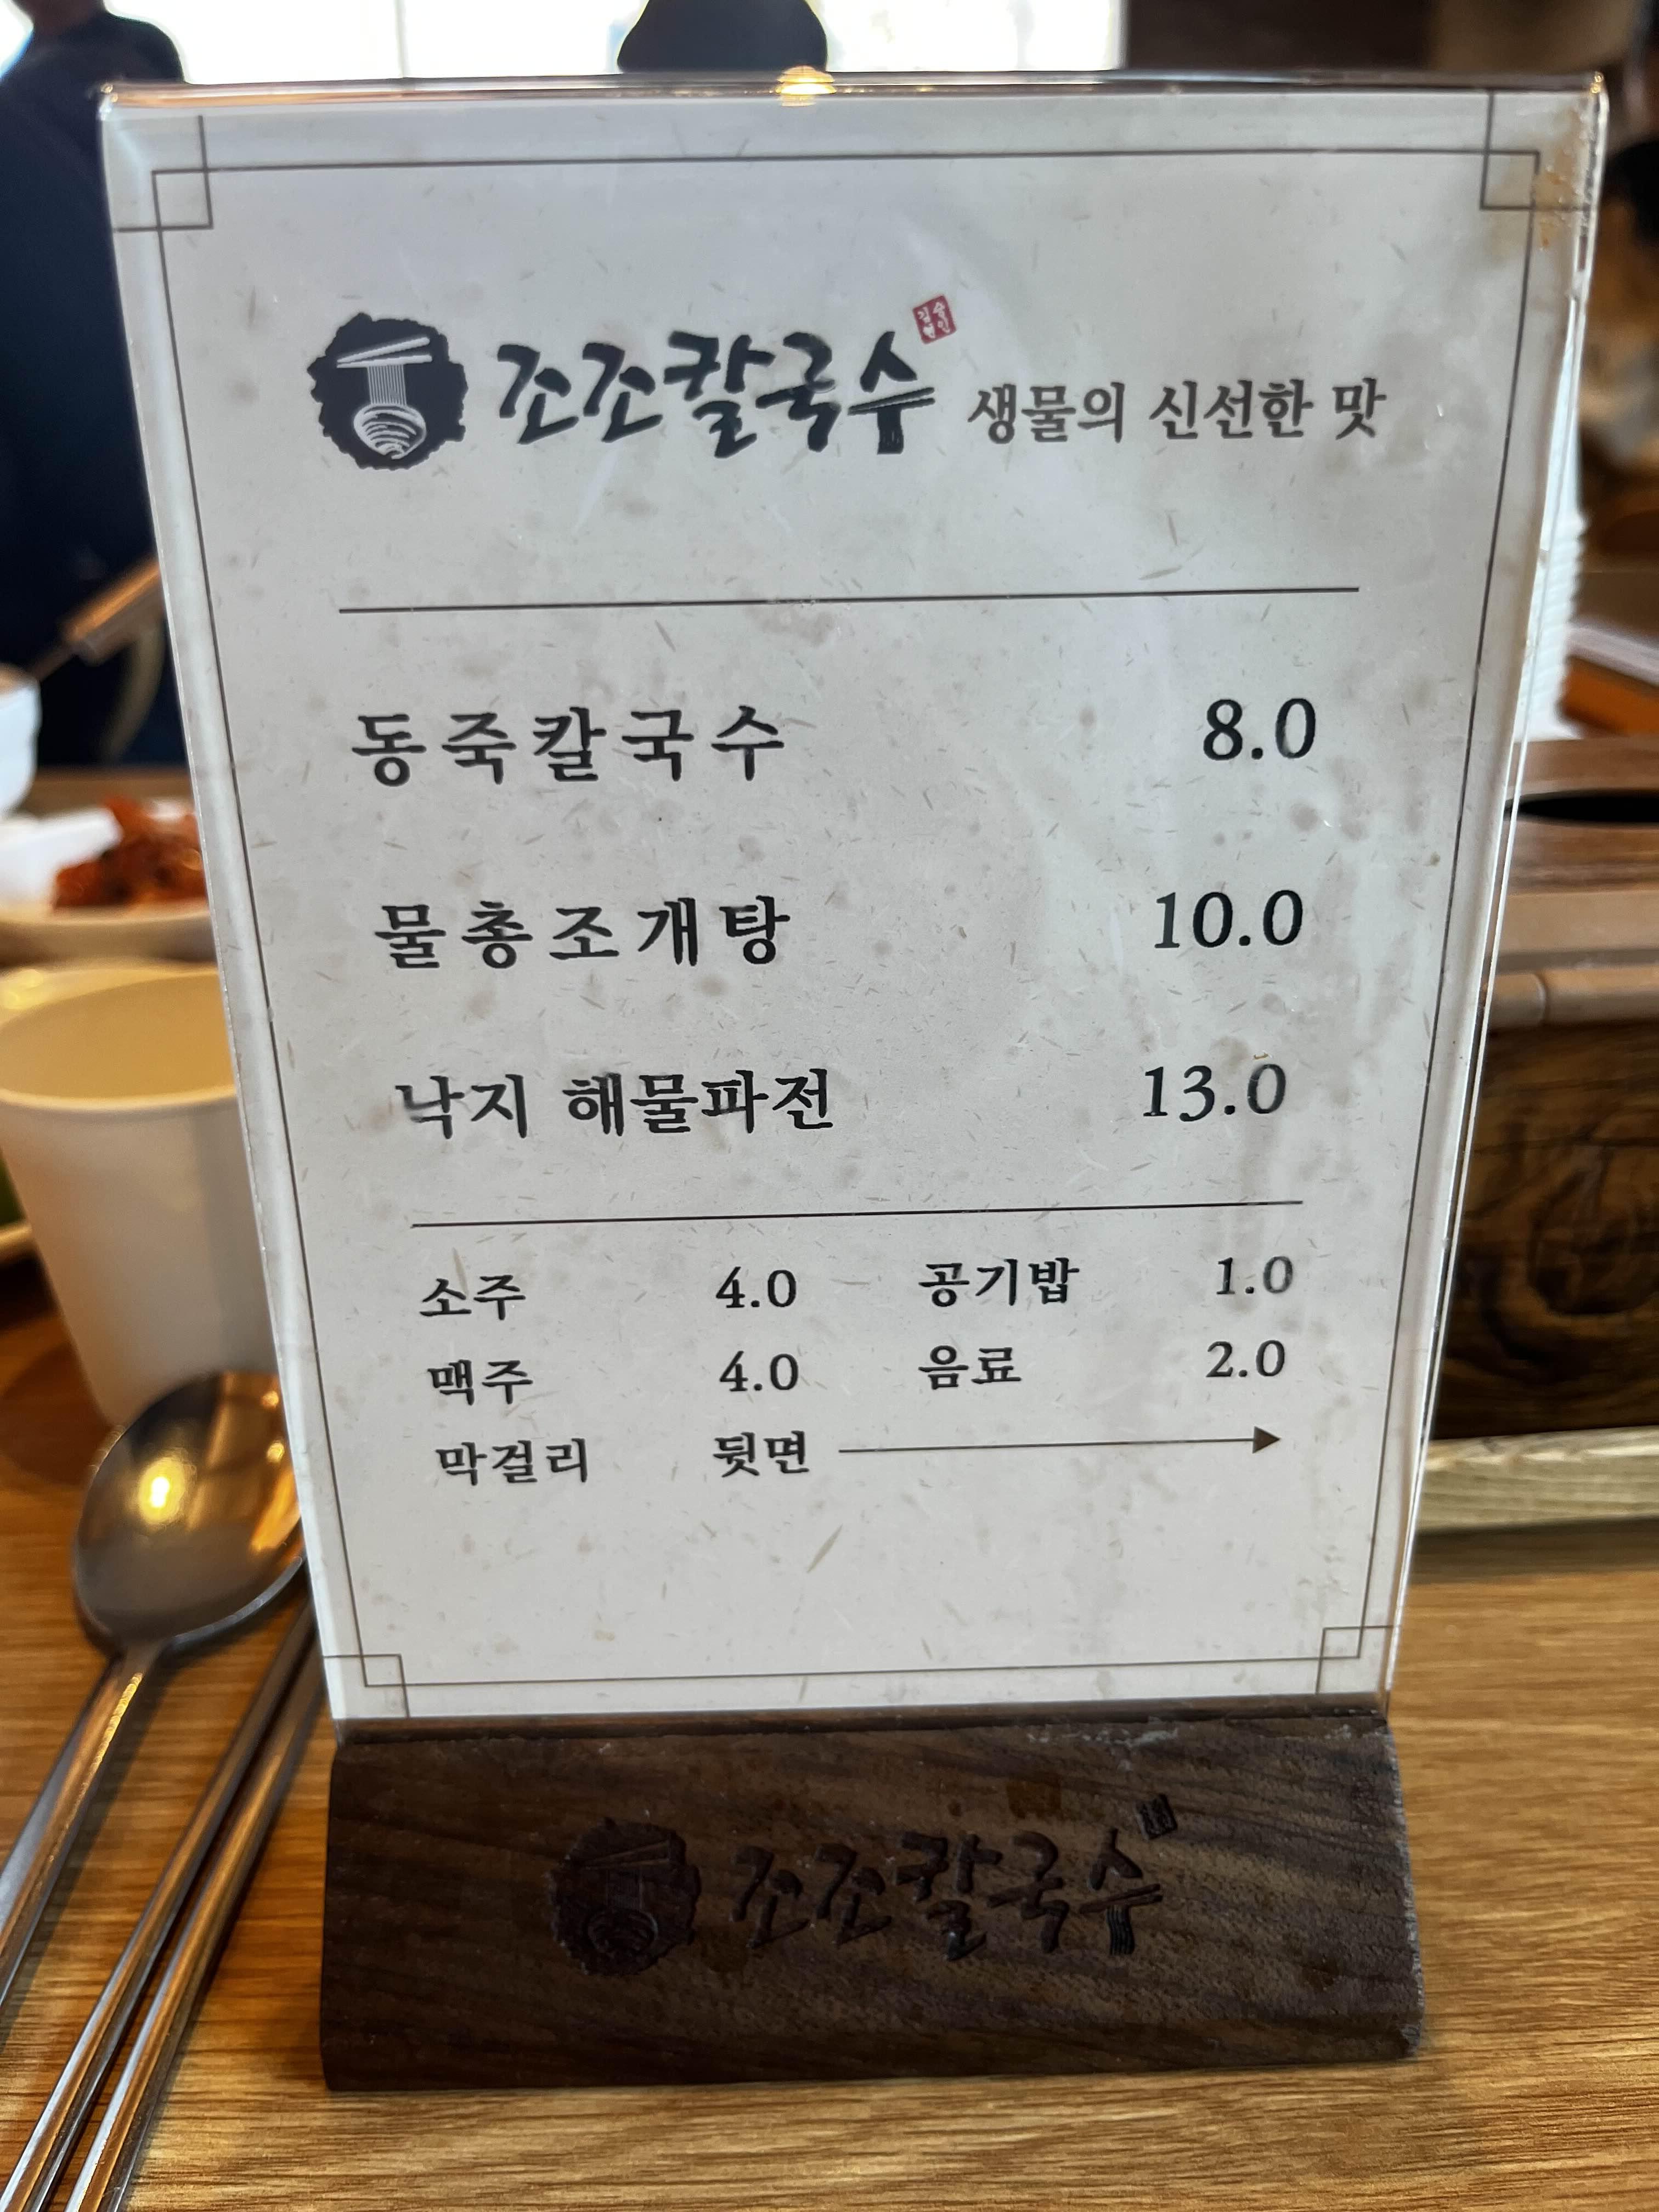 조조칼국수 생물의 신선한 맛
동죽칼국수 8.0
물총조개탕 10.0
낙지 해물파전 13.0
소주 4.0 공기밥 1.0
맥주 4.0 음료 2.0
막걸리 뒷면
조조칼국수